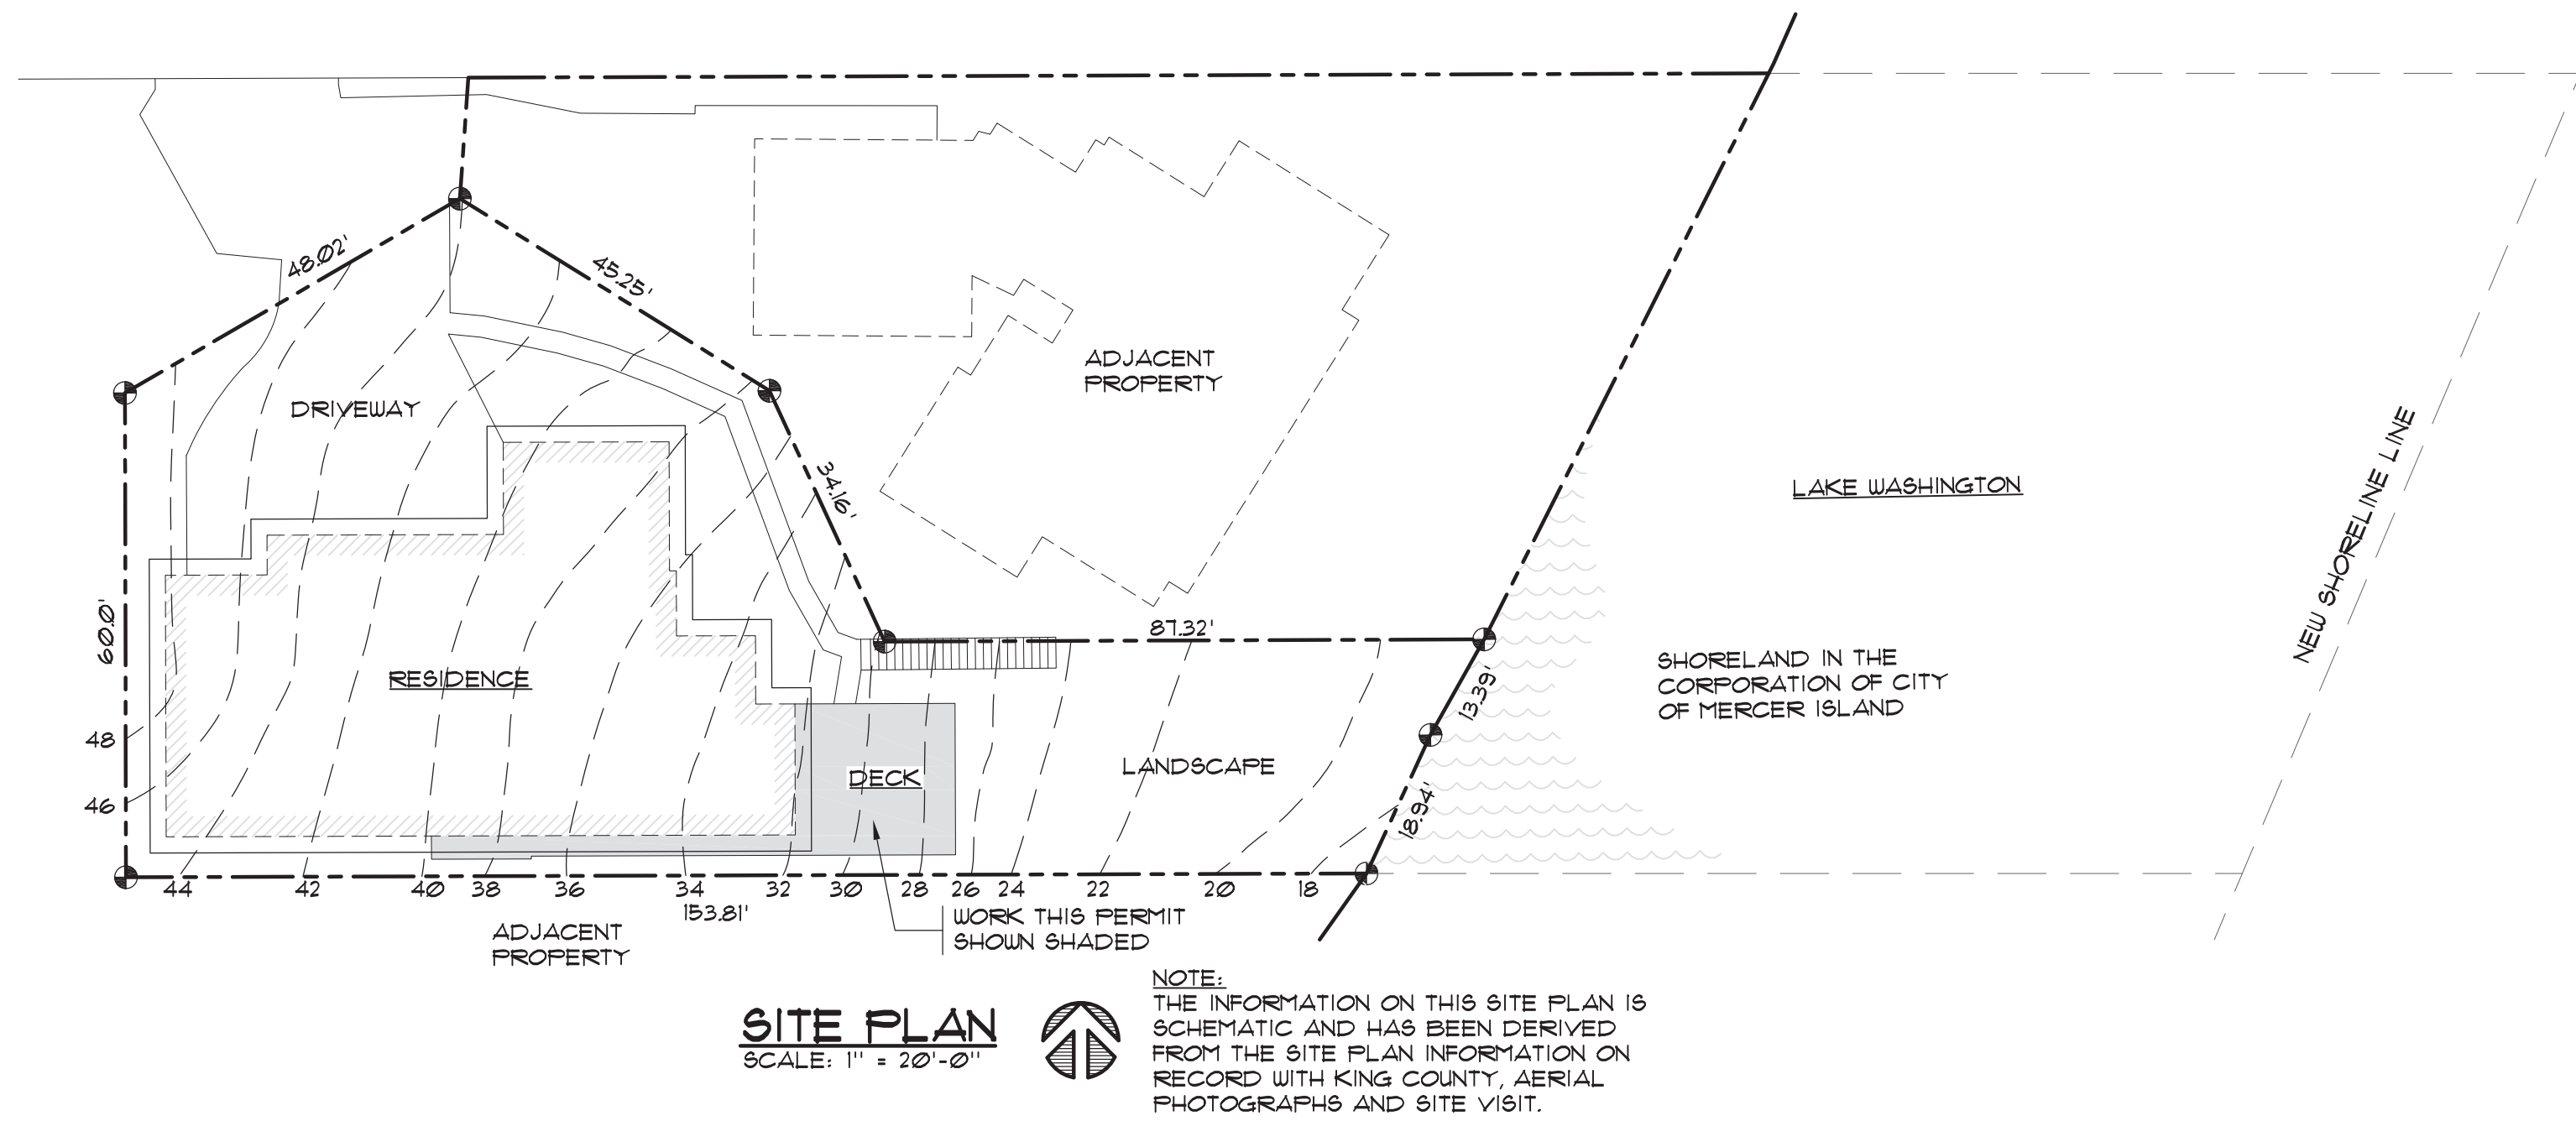 48.02'
45.25'
DRIVEWAY
ADJACENT
PROPERTY
34.16'
LAKE WASHINGTON
NEW SHORELINE LINE
60.0'
87.32'
RESIDENCE
13.39'
SHORELAND IN THE
CORPORATION OF CITY
OF MERCER ISLAND
48
46
DECK
LANDSCAPE
18.94'
44 42 40 38 36 34 32 30 28 26 24 22 20 18
153.81'
ADJACENT
PROPERTY
WORK THIS PERMIT
SHOWN SHADED
SITE PLAN
SCALE: 1" = 20'-0"
NOTE:
THE INFORMATION ON THIS SITE PLAN IS
SCHEMATIC AND HAS BEEN DERIVED
FROM THE SITE PLAN INFORMATION ON
RECORD WITH KING COUNTY, AERIAL
PHOTOGRAPHS AND SITE VISIT.